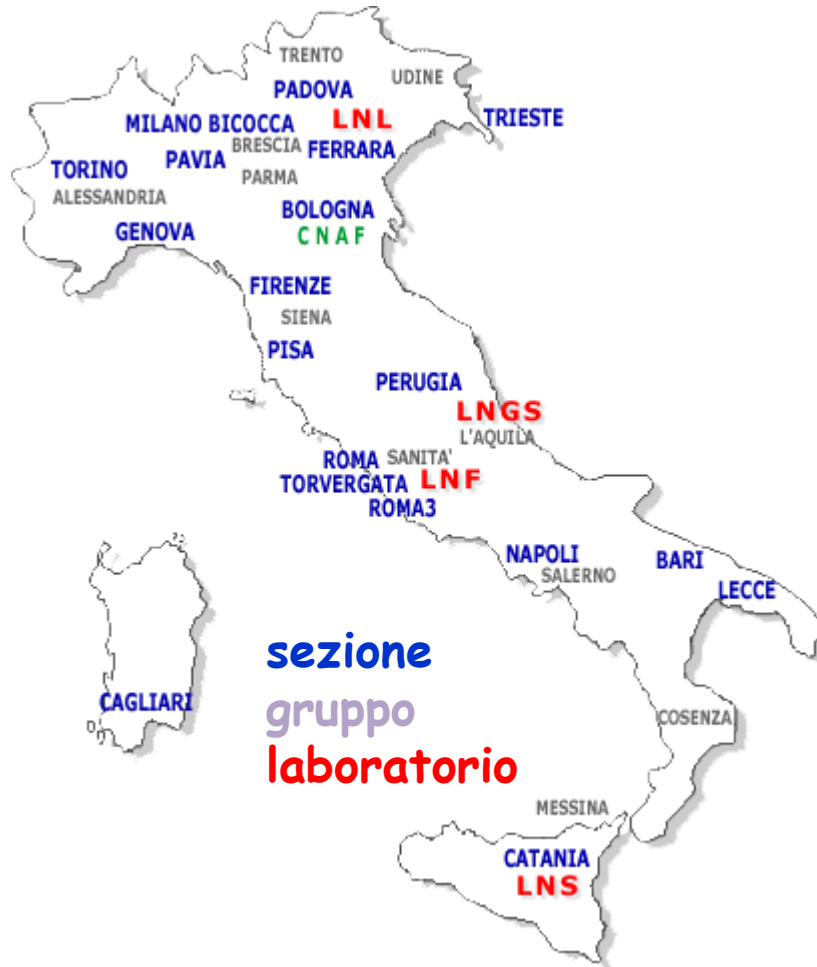 TRENTO
UDINE
PADOVA
LNL
TRIESTE
MILANO BICOCCA
BRESCIA
FERRARA
PAVIA
TORINO
PARMA
ALESSANDRIA
BOLOGNA
GENOVA
CNAF
FIRENZE
SIENA
PISA
PERUGIA
LNGS
L'AQUILA
ROMA
SANITA'
TORVERGATA
LNF
ROMA3
NAPOLI
SALERNO
BARI
LECCE
CAGLIARI
COSENZA
sezione
gruppo
laboratorio
MESSINA
CATANIA
LNS